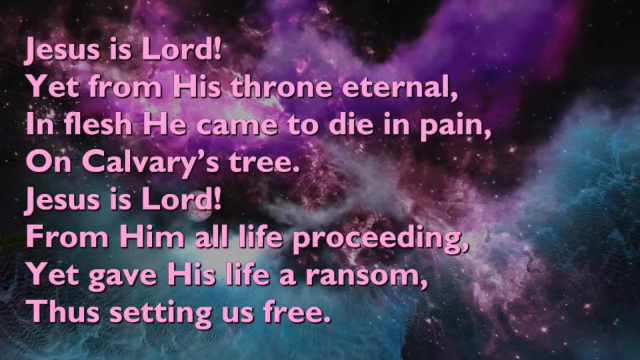 Jesus is Lord!
Yet from His throne eternal,
In flesh He came to die in pain,
On Calvary’s tree.
Jesus is Lord!
From Him all life proceeding,
Yet gave His life a ransom,
Thus setting us free.